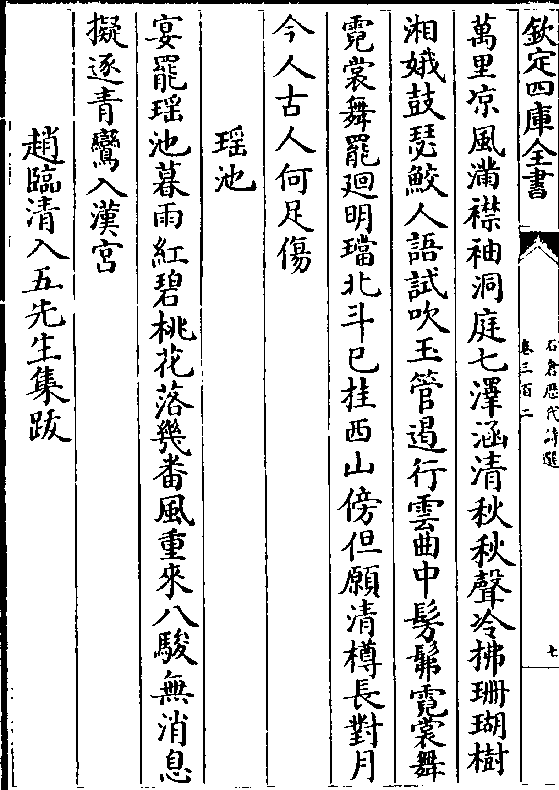 欽定四庫全書
石倉歷代詩選
卷三百二
七
萬里凉風滿襟袖洞庭七澤涵清秋秋聲冷拂珊瑚樹
湘娥鼓瑟鮫人語試吹玉管遏行雲曲中髣髴霓裳舞
霓裳舞罷廻明璫北斗已挂西山傍但願清樽長對月
今人古人何足傷
瑶池
宴罷瑶池暮雨紅碧桃花落幾畨風重來八駿無消息
擬逐青鸞入漢宫
趙臨清入五先生集跋